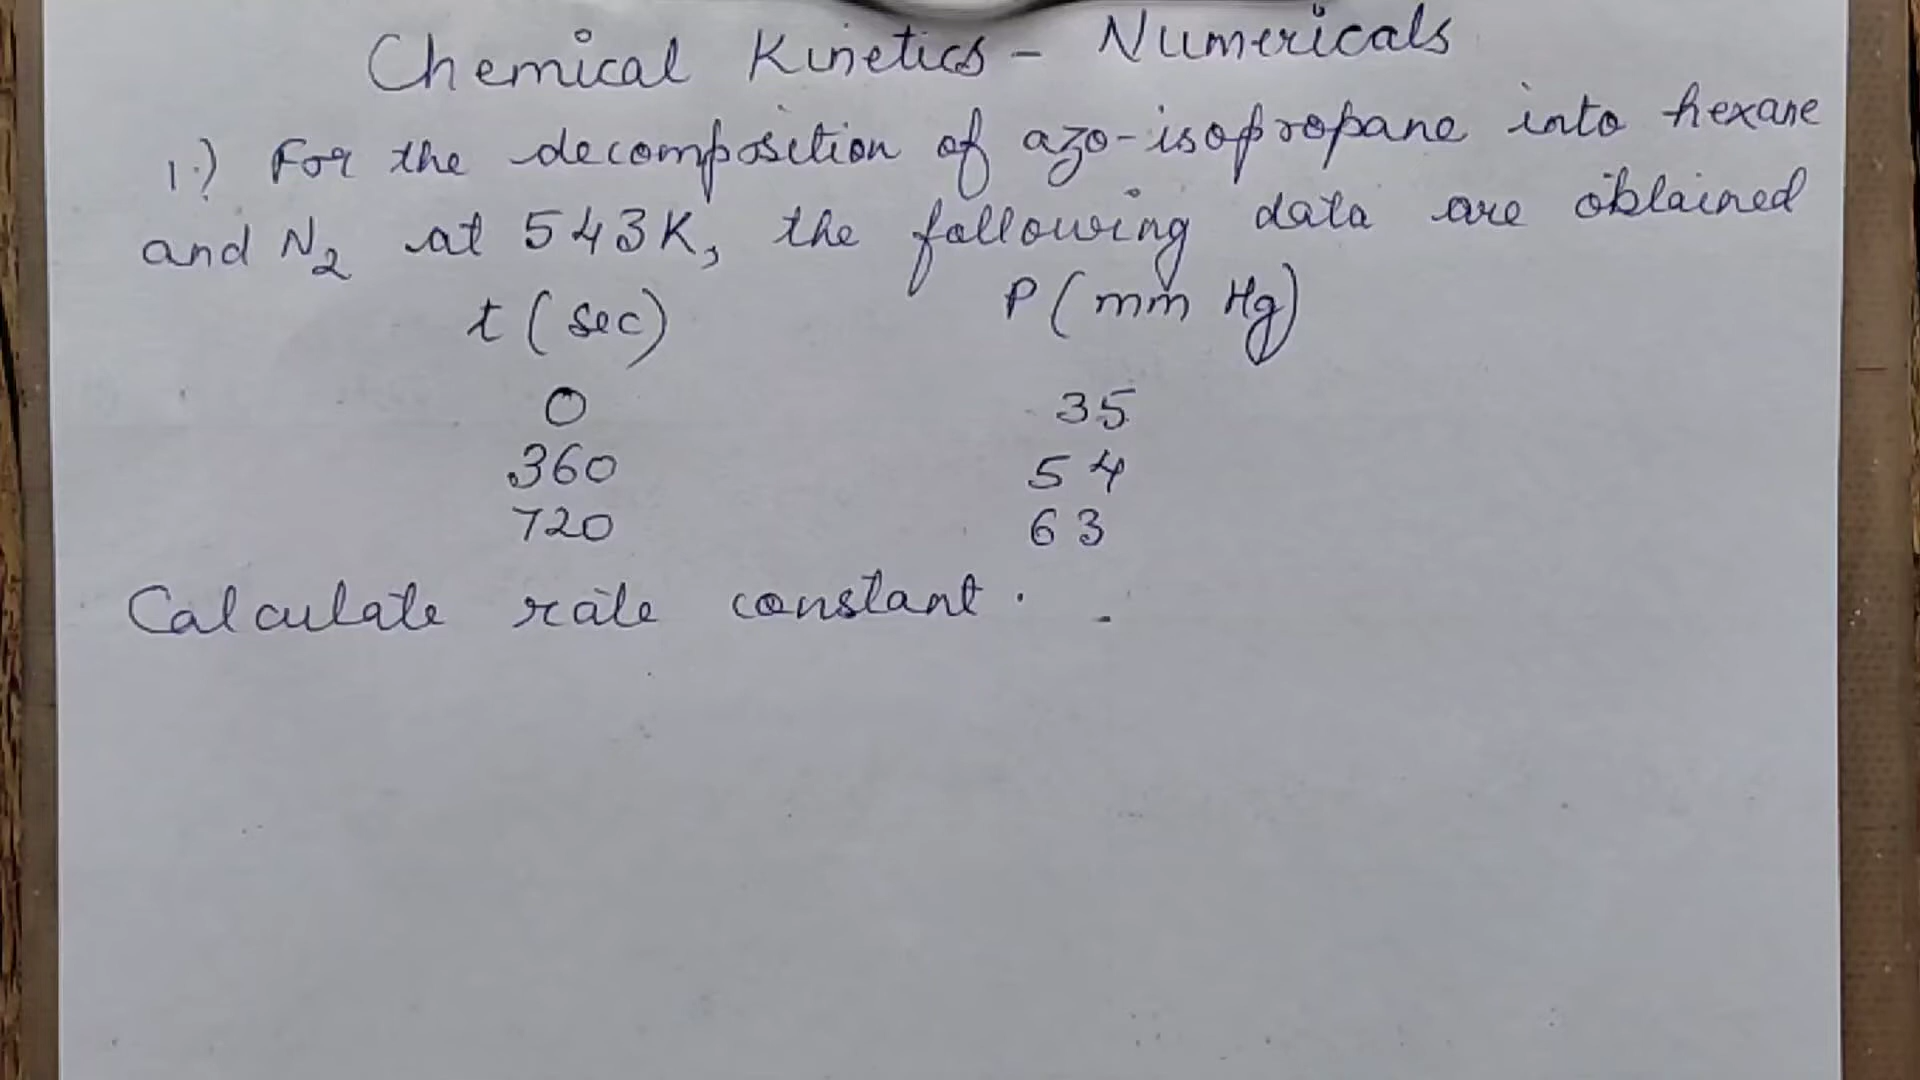 Chemical Kinetics - Numericals
1.) For the decomposition of azo-isopropane into hexane
and N₂ at 543K, the following data are obtained
t (sec) P (mm Hg)
0 35
360 54
720 63
Calculate rate constant.